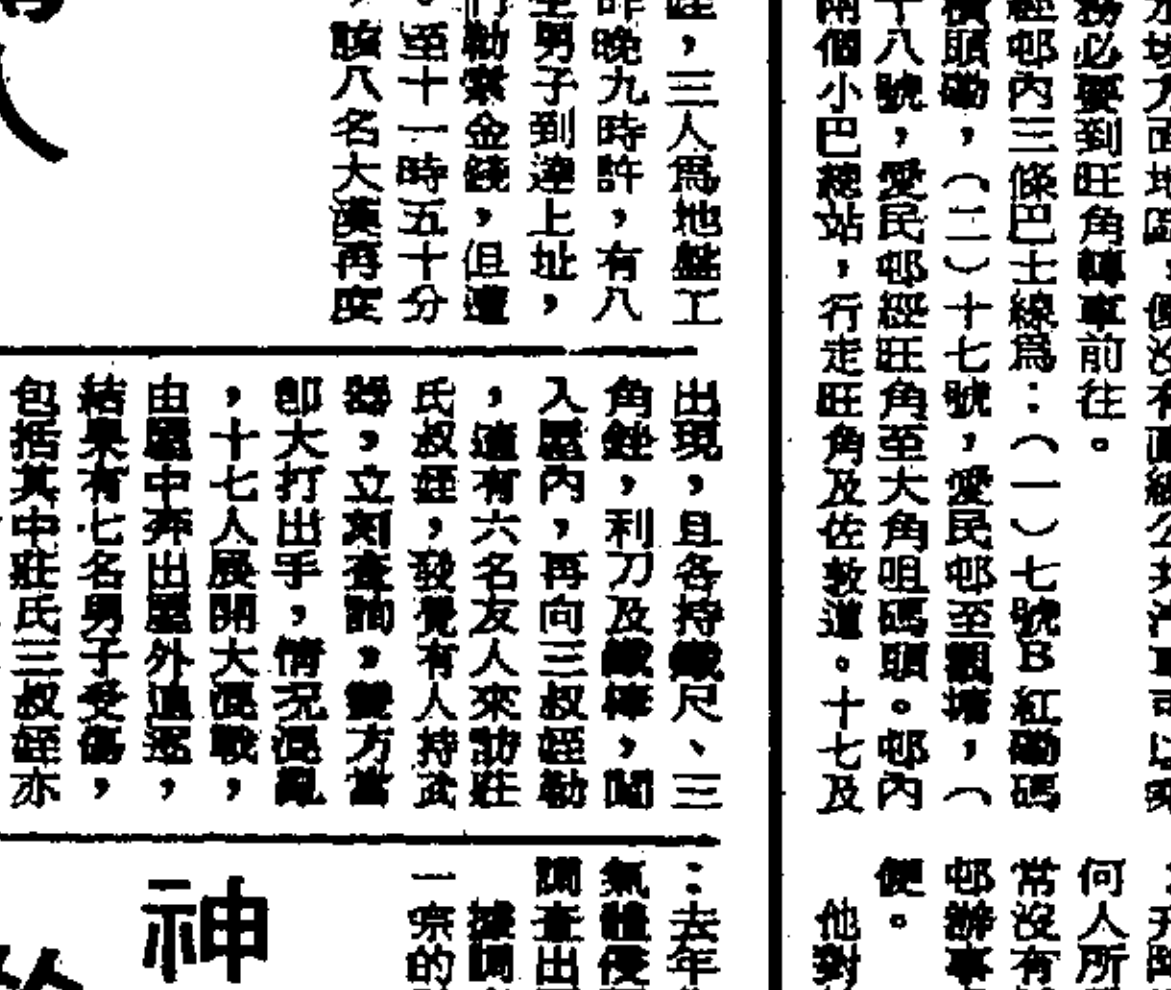 方面地區，便沒有
務必要到旺角轉車前往。
經邨內三條巴士線為：（一）七號Ｂ紅磡碼
頭，（二）十七號，愛民邨至觀塘，（
十八號，愛民邨經旺角至大角咀碼頭。邨內
兩個小巴總站，行走旺角及佐敦道。十七及
何人所
常沒有
邨辦事
便。
他對
，三人為地盤工
昨晚九時許，有八
男子到達上址，
們勒索金錢，但遭
。至十一時五十分
，該八名大漢再度
出現，且各持鐵尺、三
角銼，利刀及鐵棒，闖
入屋內，再向三叔姪勒
，適有六名友人來訪莊
氏叔姪，發覺有人持武
器，立刻查詢，雙方當
即大打出手，情況混亂
，十七人展開大混戰，
由屋中奔出屋外追逐，
結果有七名男子受傷，
包括其中莊氏三叔姪亦
：去年
氣體侵
調查出
據調
一宗的
神